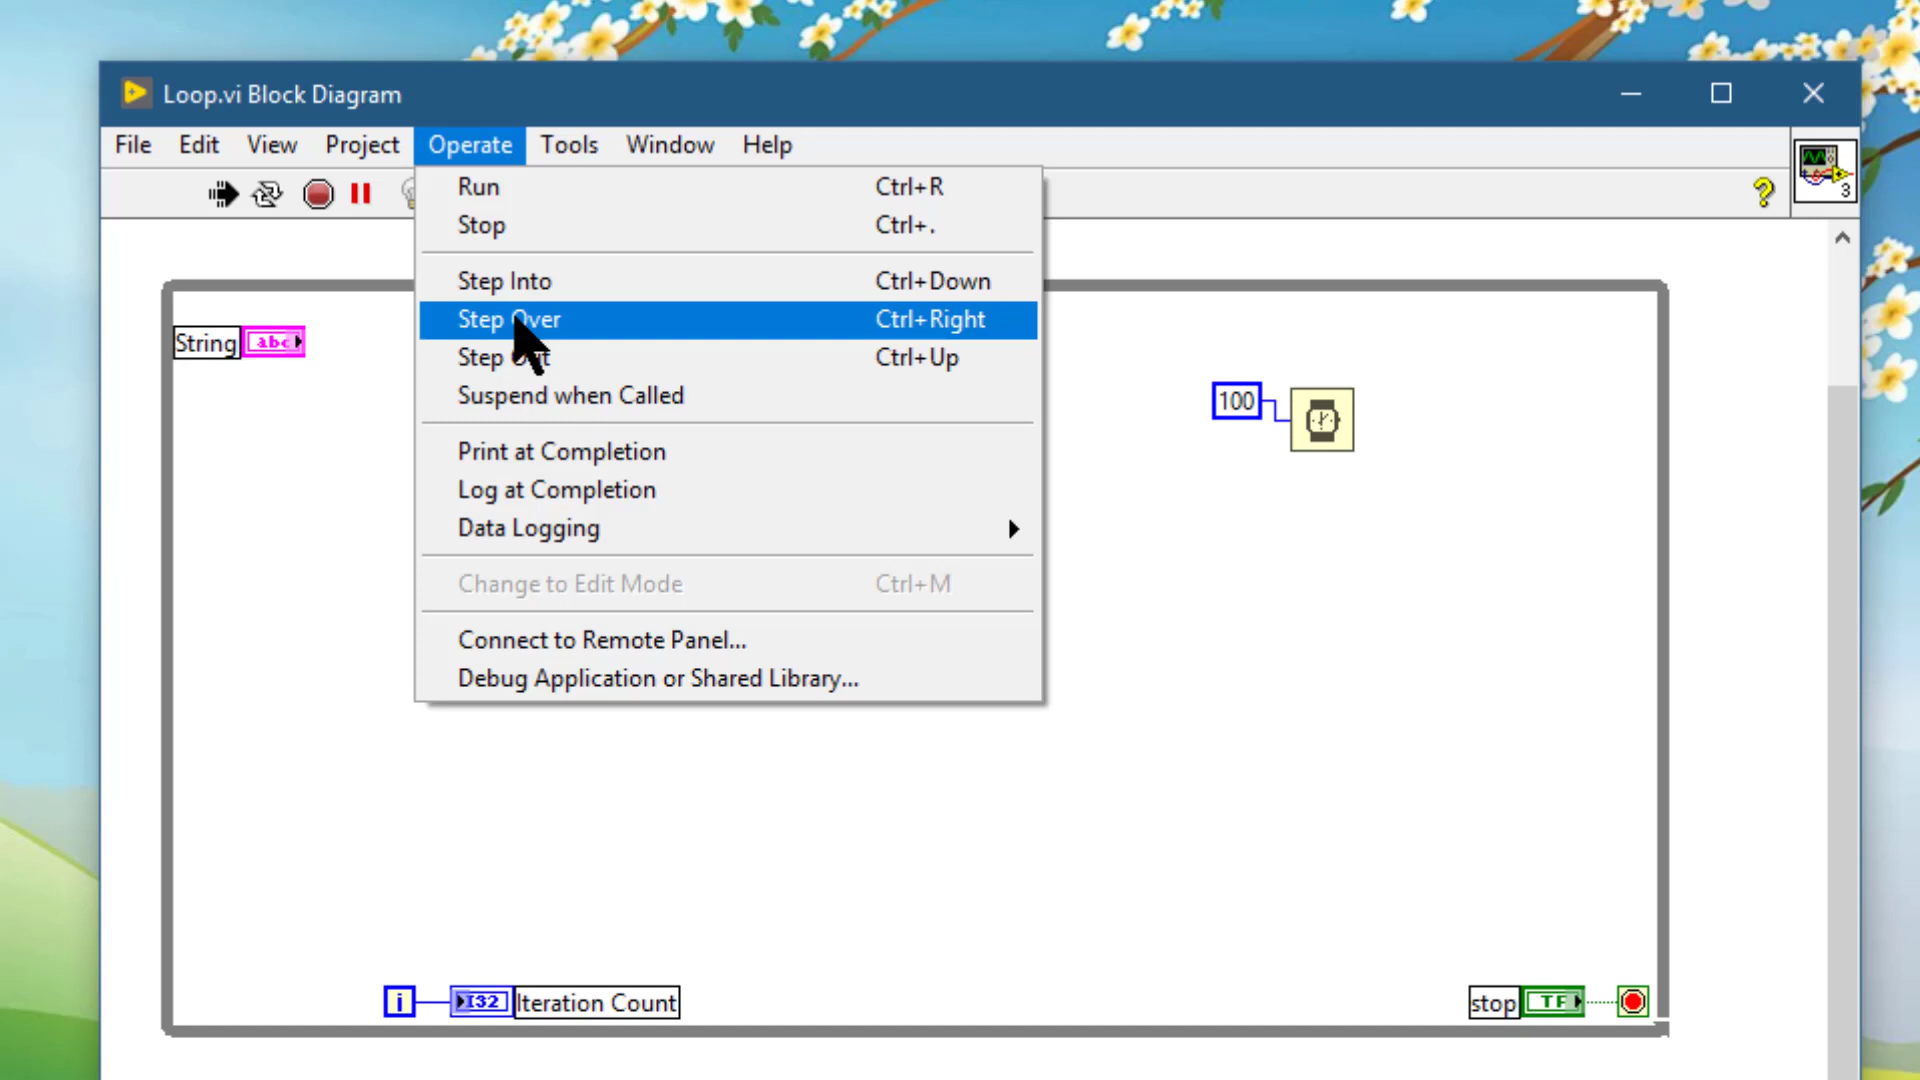 Loop.vi Block Diagram
File Edit View Project Operate Tools Window Help
3
Run Ctrl+R
Stop Ctrl+.
Step Into Ctrl+Down
Step Over Ctrl+Right
Step Out Ctrl+Up
Suspend when Called
Print at Completion
Log at Completion
Data Logging
Change to Edit Mode Ctrl+M
Connect to Remote Panel...
Debug Application or Shared Library...
String abc
100
i I32 Iteration Count
stop TF